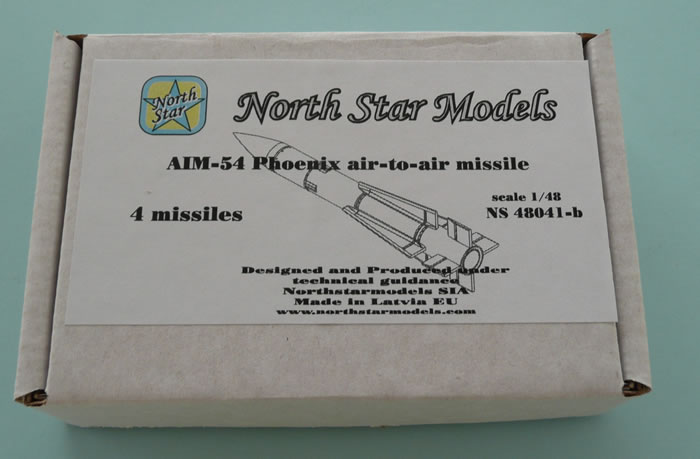 North
Star
North Star Models
AIM-54 Phoenix air-to-air missile
scale 1/48
4 missiles
NS 48041-b
Designed and Produced under
technical guidance
Northstarmodels SIA
Made in Latvia EU
www.northstarmodels.com